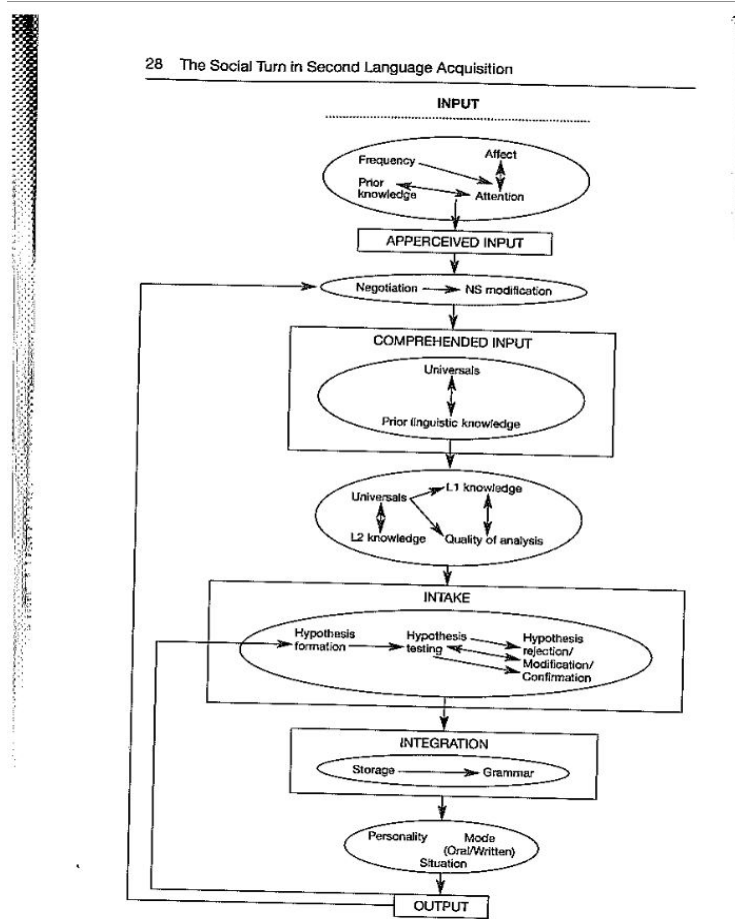 28 The Social Turn in Second Language Acquisition
INPUT
Frequency
Affect
Prior
knowledge
Attention
APPERCEIVED INPUT
Negotiation
NS modification
COMPREHENDED INPUT
Universals
Prior linguistic knowledge
Universals
L1 knowledge
L2 knowledge
Quality of analysis
INTAKE
Hypothesis
formation
Hypothesis
testing
Hypothesis
rejection/
Modification/
Confirmation
INTEGRATION
Storage
Grammar
Personality
Mode
(Oral/Written)
Situation
OUTPUT